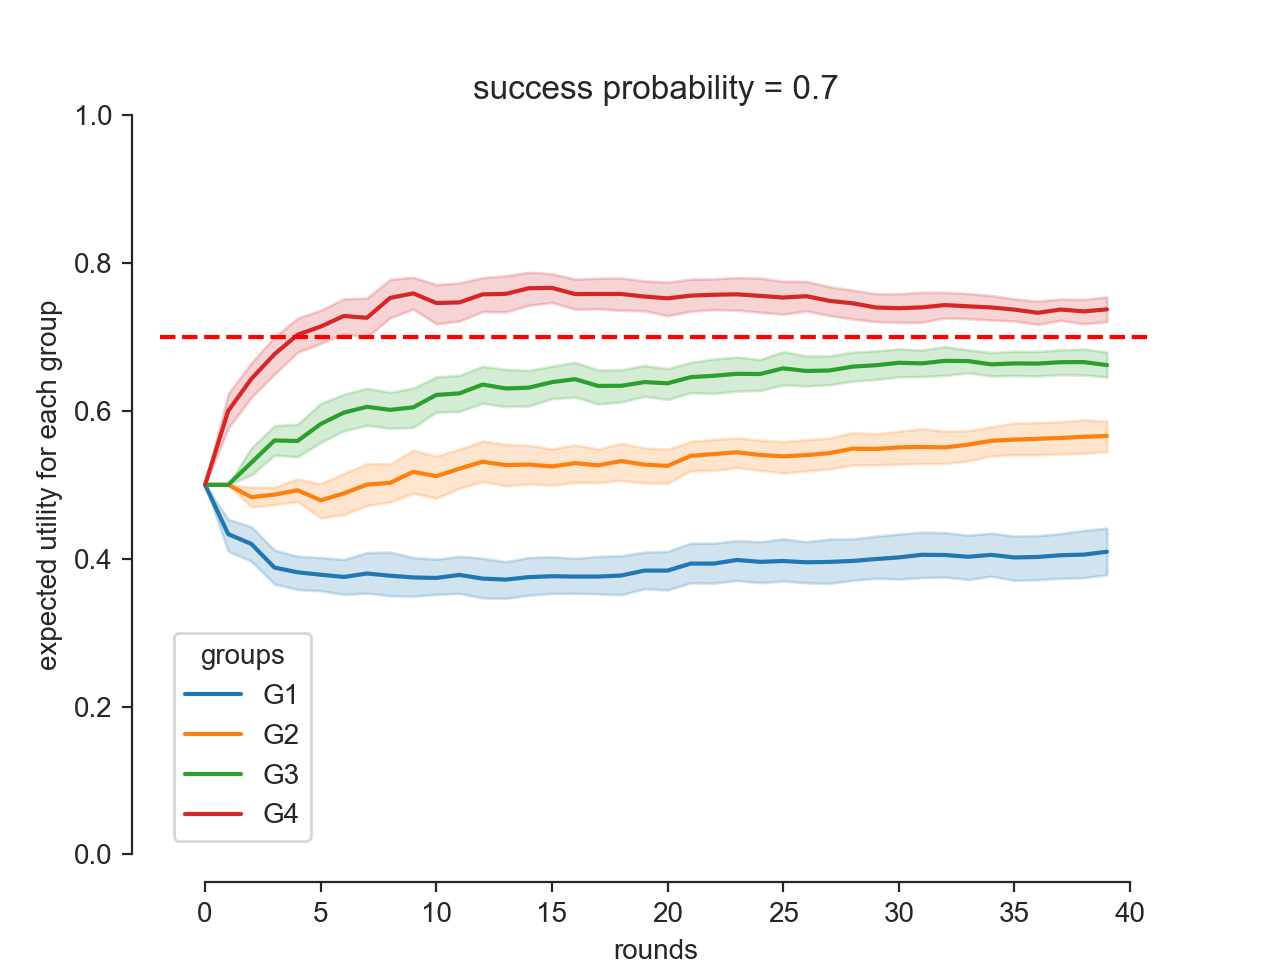 success probability = 0.7
expected utility for each group
1.0
0.8
0.6
0.4
0.2
0.0
groups
G1
G2
G3
G4
0 5 10 15 20 25 30 35 40
rounds